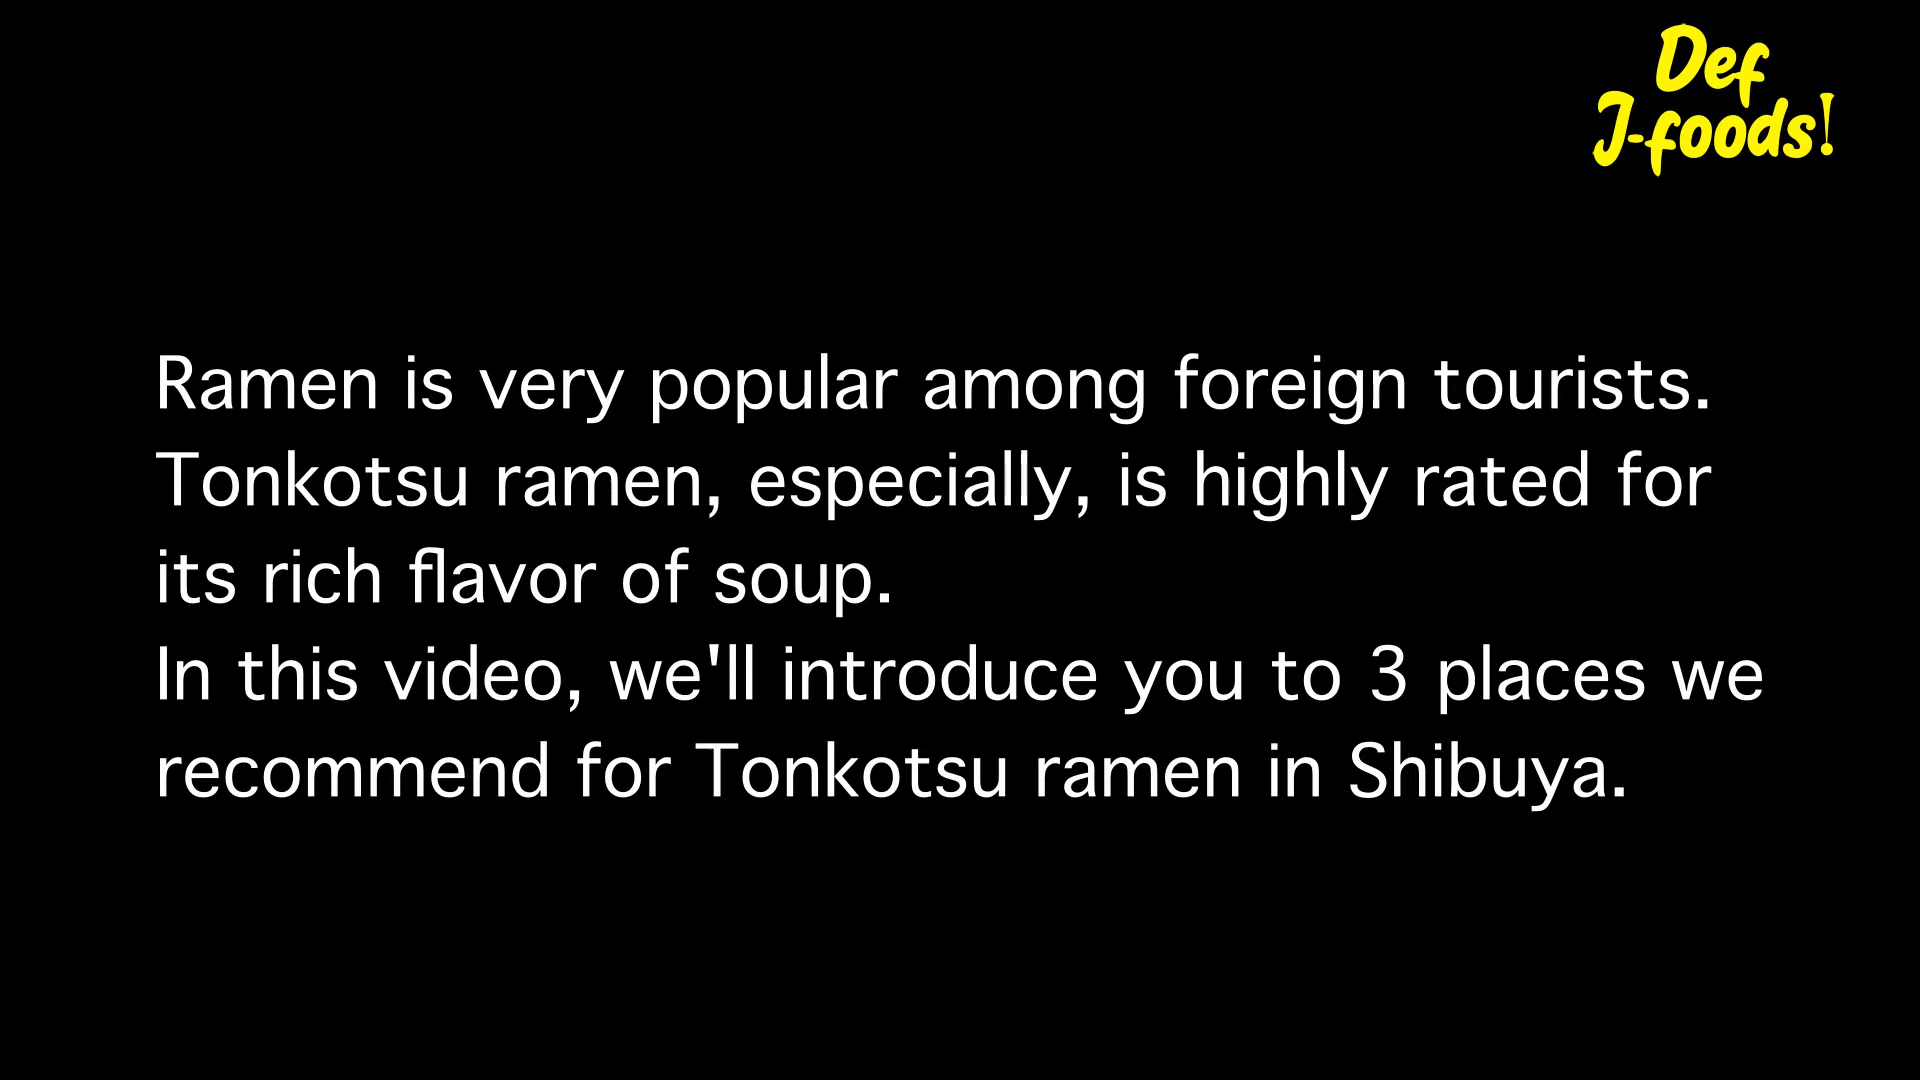 Def
J-foods!
Ramen is very popular among foreign tourists.
Tonkotsu ramen, especially, is highly rated for
its rich flavor of soup.
In this video, we'll introduce you to 3 places we
recommend for Tonkotsu ramen in Shibuya.